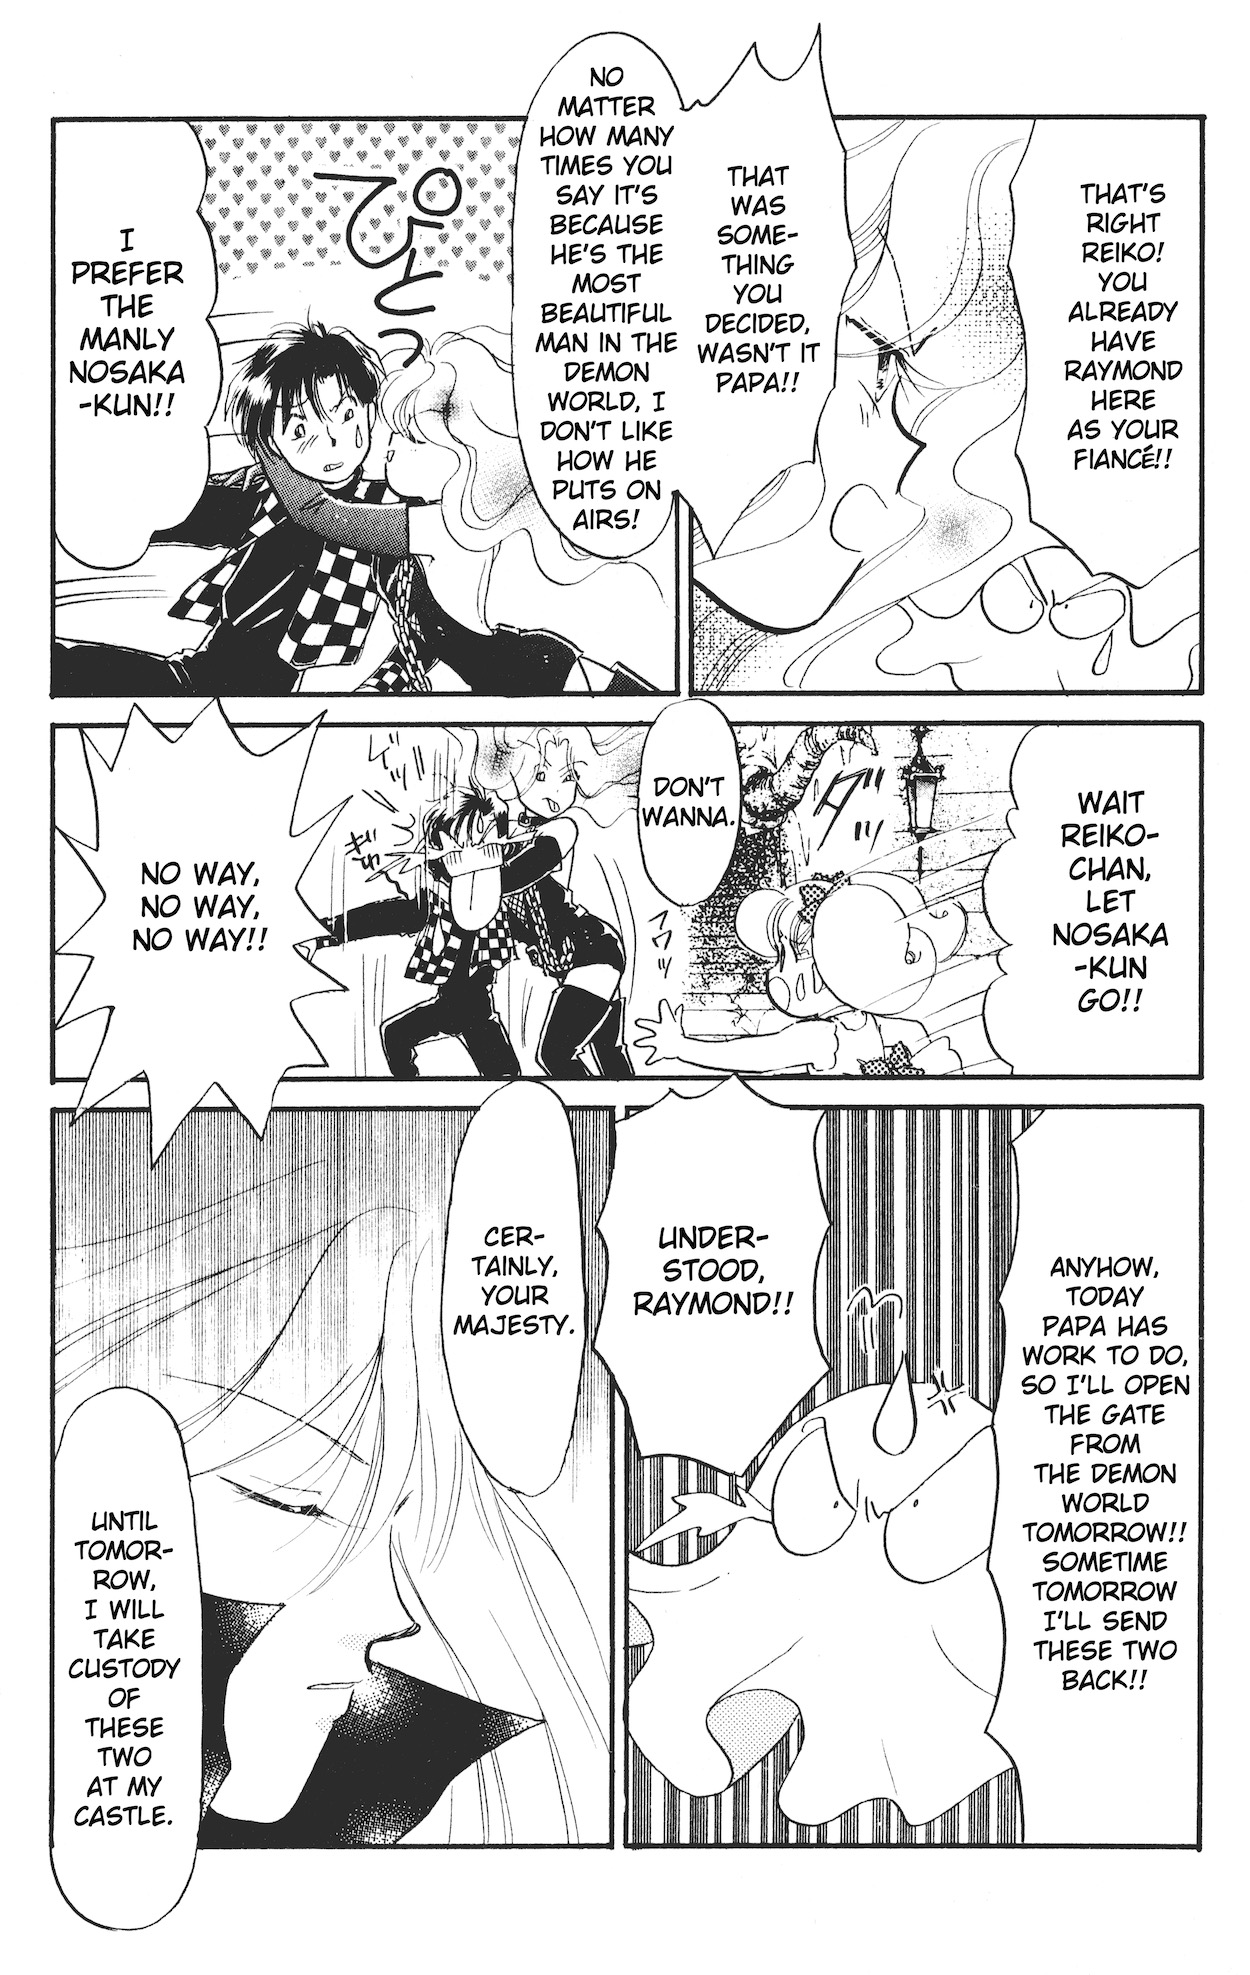 THAT'S
RIGHT
REIKO!
YOU
ALREADY
HAVE
RAYMOND
HERE
AS YOUR
FIANCÉ!!
THAT
WAS
SOME-
THING
YOU
DECIDED,
WASN'T IT
PAPA!!
NO
MATTER
HOW MANY
TIMES YOU
SAY IT'S
BECAUSE
HE'S THE
MOST
BEAUTIFUL
MAN IN THE
DEMON
WORLD, I
DON'T LIKE
HOW HE
PUTS ON
AIRS!
ぴとっ
I
PREFER
THE
MANLY
NOSAKA
-KUN!!
WAIT
REIKO-
CHAN,
LET
NOSAKA
-KUN
GO!!
ダッ
DON'T
WANNA.
NO WAY,
NO WAY,
NO WAY!!
ANYHOW,
TODAY
PAPA HAS
WORK TO DO,
SO I'LL OPEN
THE GATE
FROM
THE DEMON
WORLD
TOMORROW!!
SOMETIME
TOMORROW
I'LL SEND
THESE TWO
BACK!!
UNDER-
STOOD,
RAYMOND!!
CER-
TAINLY,
YOUR
MAJESTY.
UNTIL
TOMOR-
ROW,
I WILL
TAKE
CUSTODY
OF
THESE
TWO
AT MY
CASTLE.